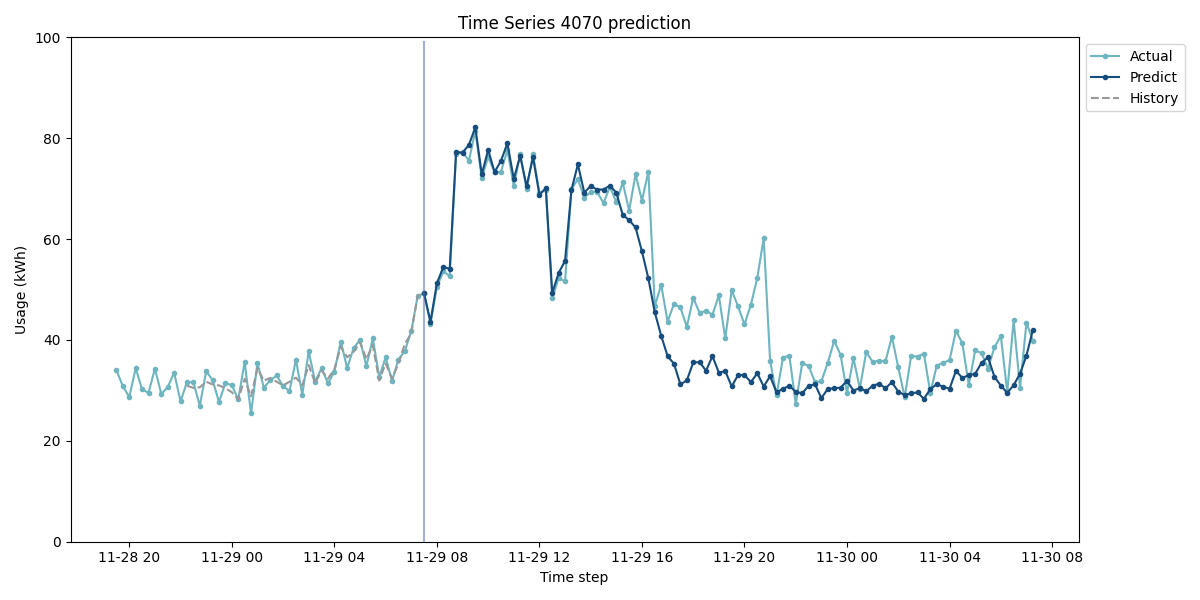 Time Series 4070 prediction
Actual
Predict
History
Usage (kWh)
100
80
60
40
20
0
11-28 20
11-29 00
11-29 04
11-29 08
11-29 12
11-29 16
11-29 20
11-30 00
11-30 04
11-30 08
Time step